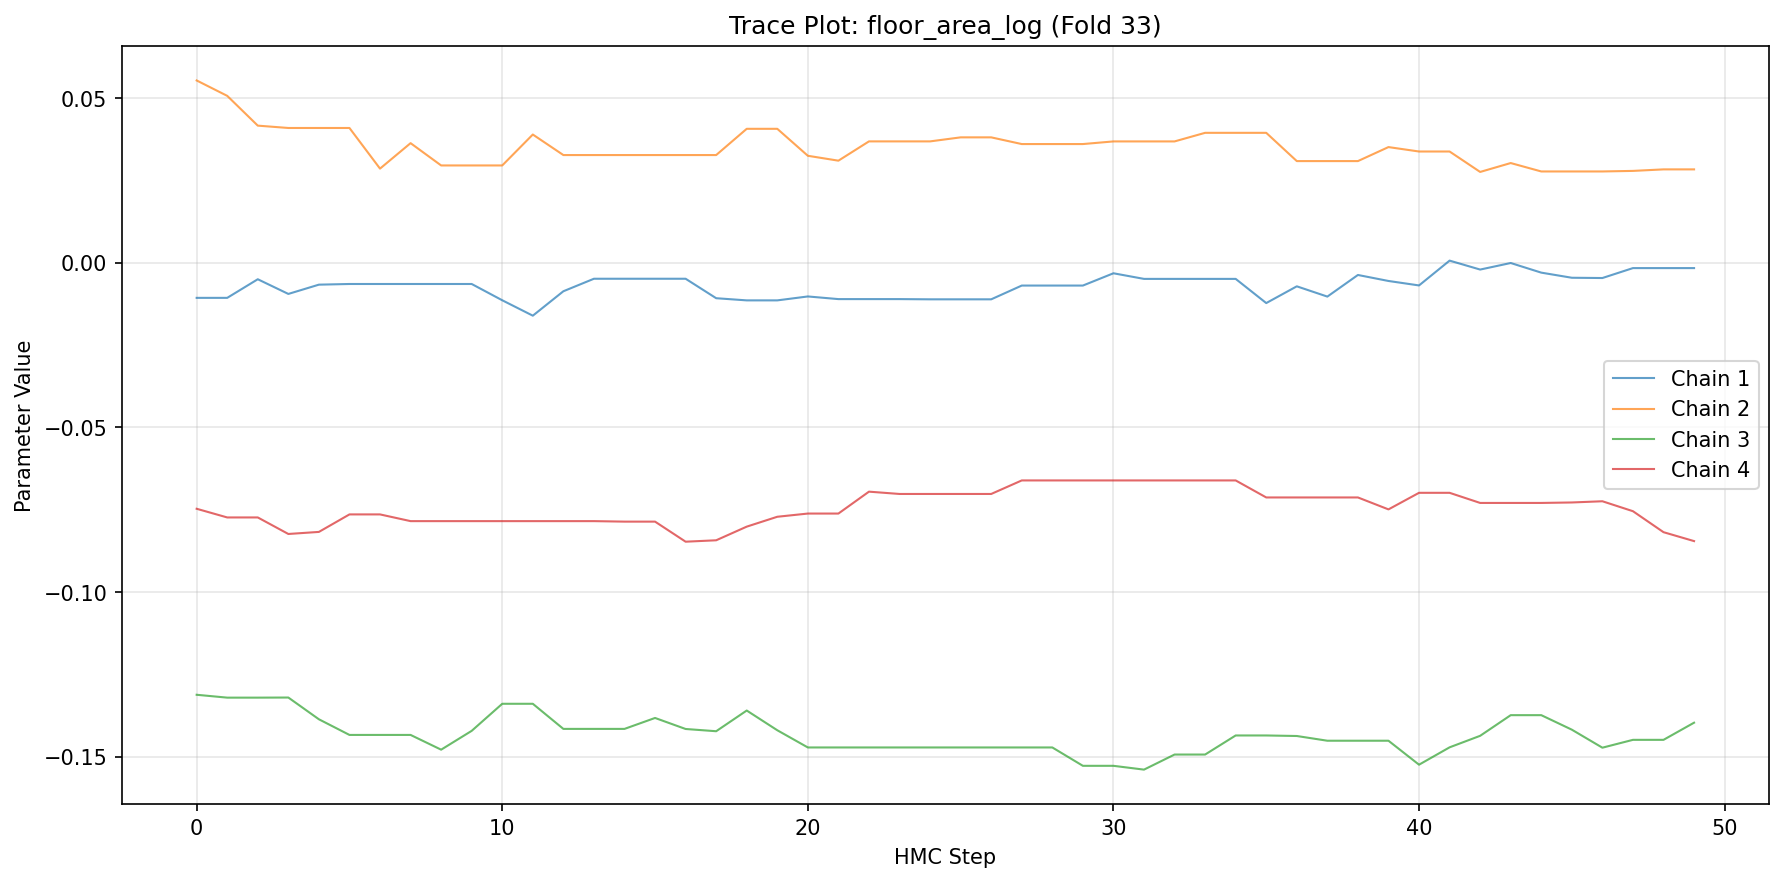 Trace Plot: floor_area_log (Fold 33)
0.05
0.00
−0.05
−0.10
−0.15
Parameter Value
Chain 1
Chain 2
Chain 3
Chain 4
0 10 20 30 40 50
HMC Step